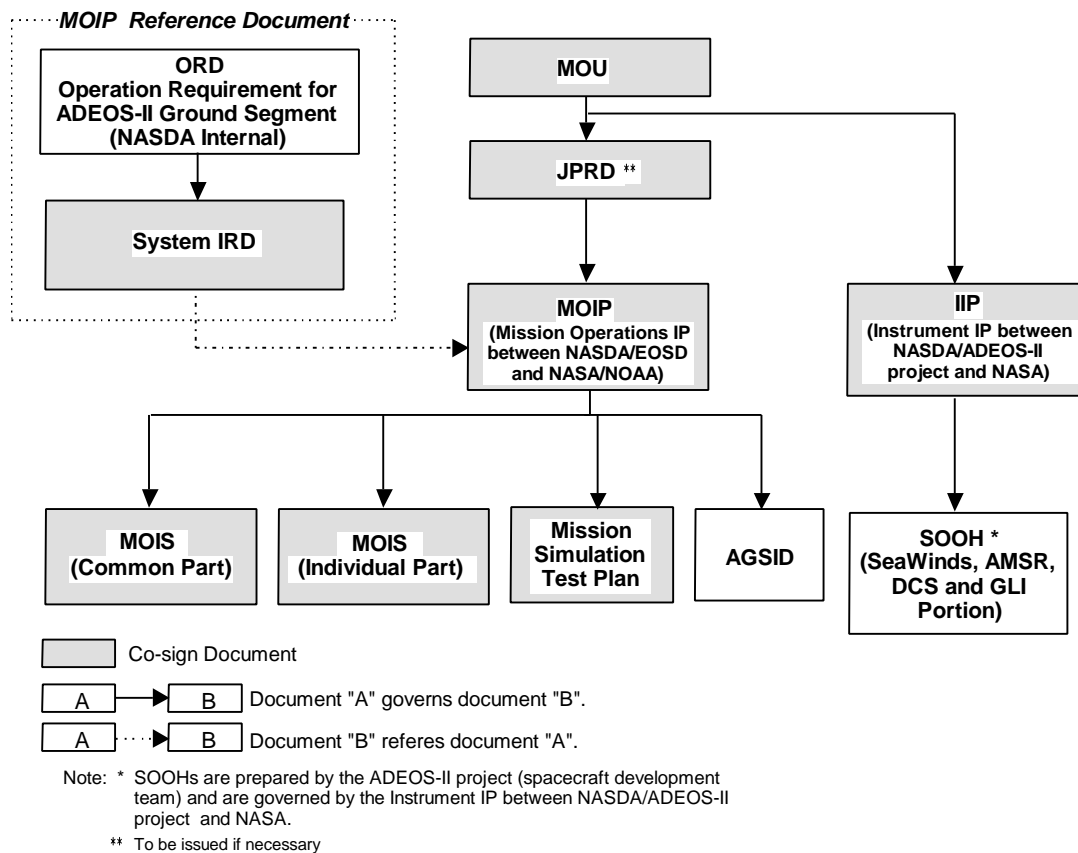 MOIP Reference Document
ORD
Operation Requirement for
ADEOS-II Ground Segment
(NASDA Internal)
System IRD
MOU
JPRD **
MOIP
(Mission Operations IP
between NASDA/EOSD
and NASA/NOAA)
IIP
(Instrument IP between
NASDA/ADEOS-II
project and NASA)
MOIS
(Common Part)
MOIS
(Individual Part)
Mission
Simulation
Test Plan
AGSID
SOOH *
(SeaWinds, AMSR,
DCS and GLI
Portion)
Co-sign Document
A B Document "A" governs document "B".
A B Document "B" referes document "A".
Note: * SOOHs are prepared by the ADEOS-II project (spacecraft development
team) and are governed by the Instrument IP between NASDA/ADEOS-II
project and NASA.
** To be issued if necessary